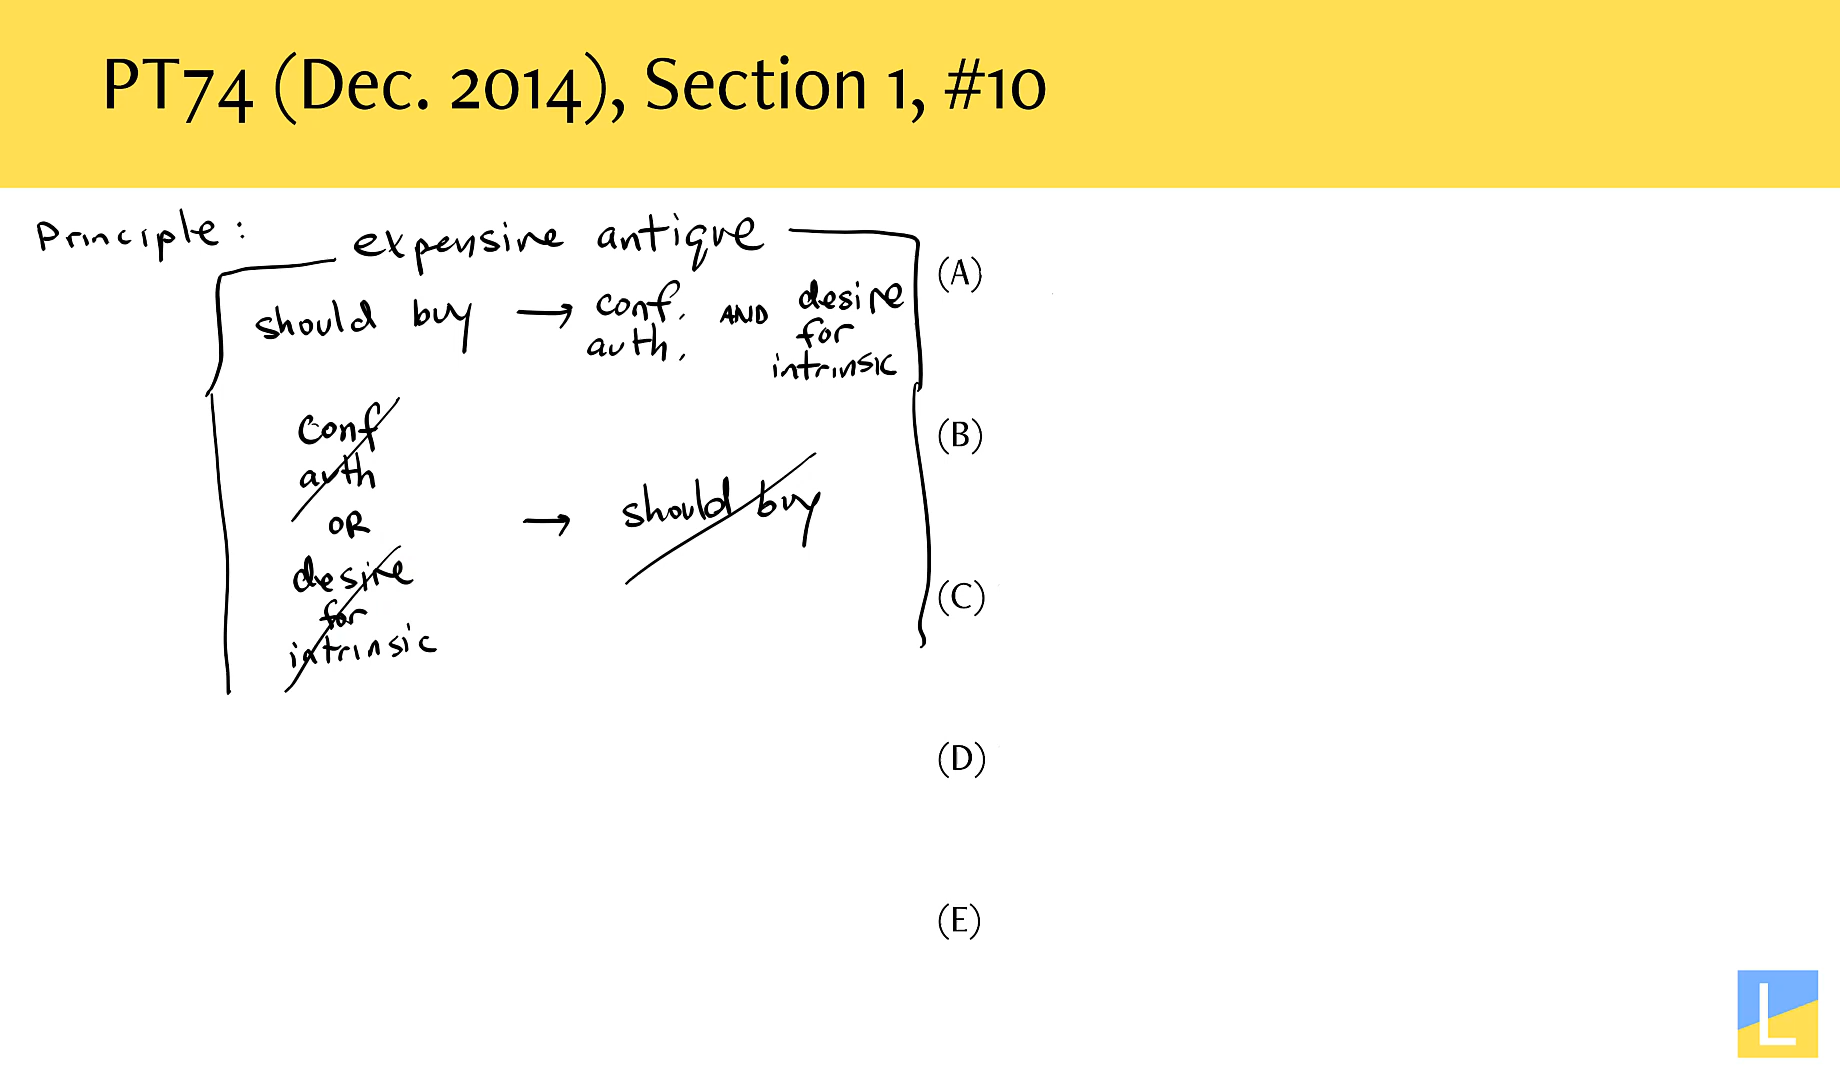 PT74 (Dec. 2014), Section 1, #10
Principle:
expensive antique
should buy → conf. auth. AND desire for intrinsic
conf
auth
OR
desire
for
intrinsic
→ should buy
(A)
(B)
(C)
(D)
(E)
L